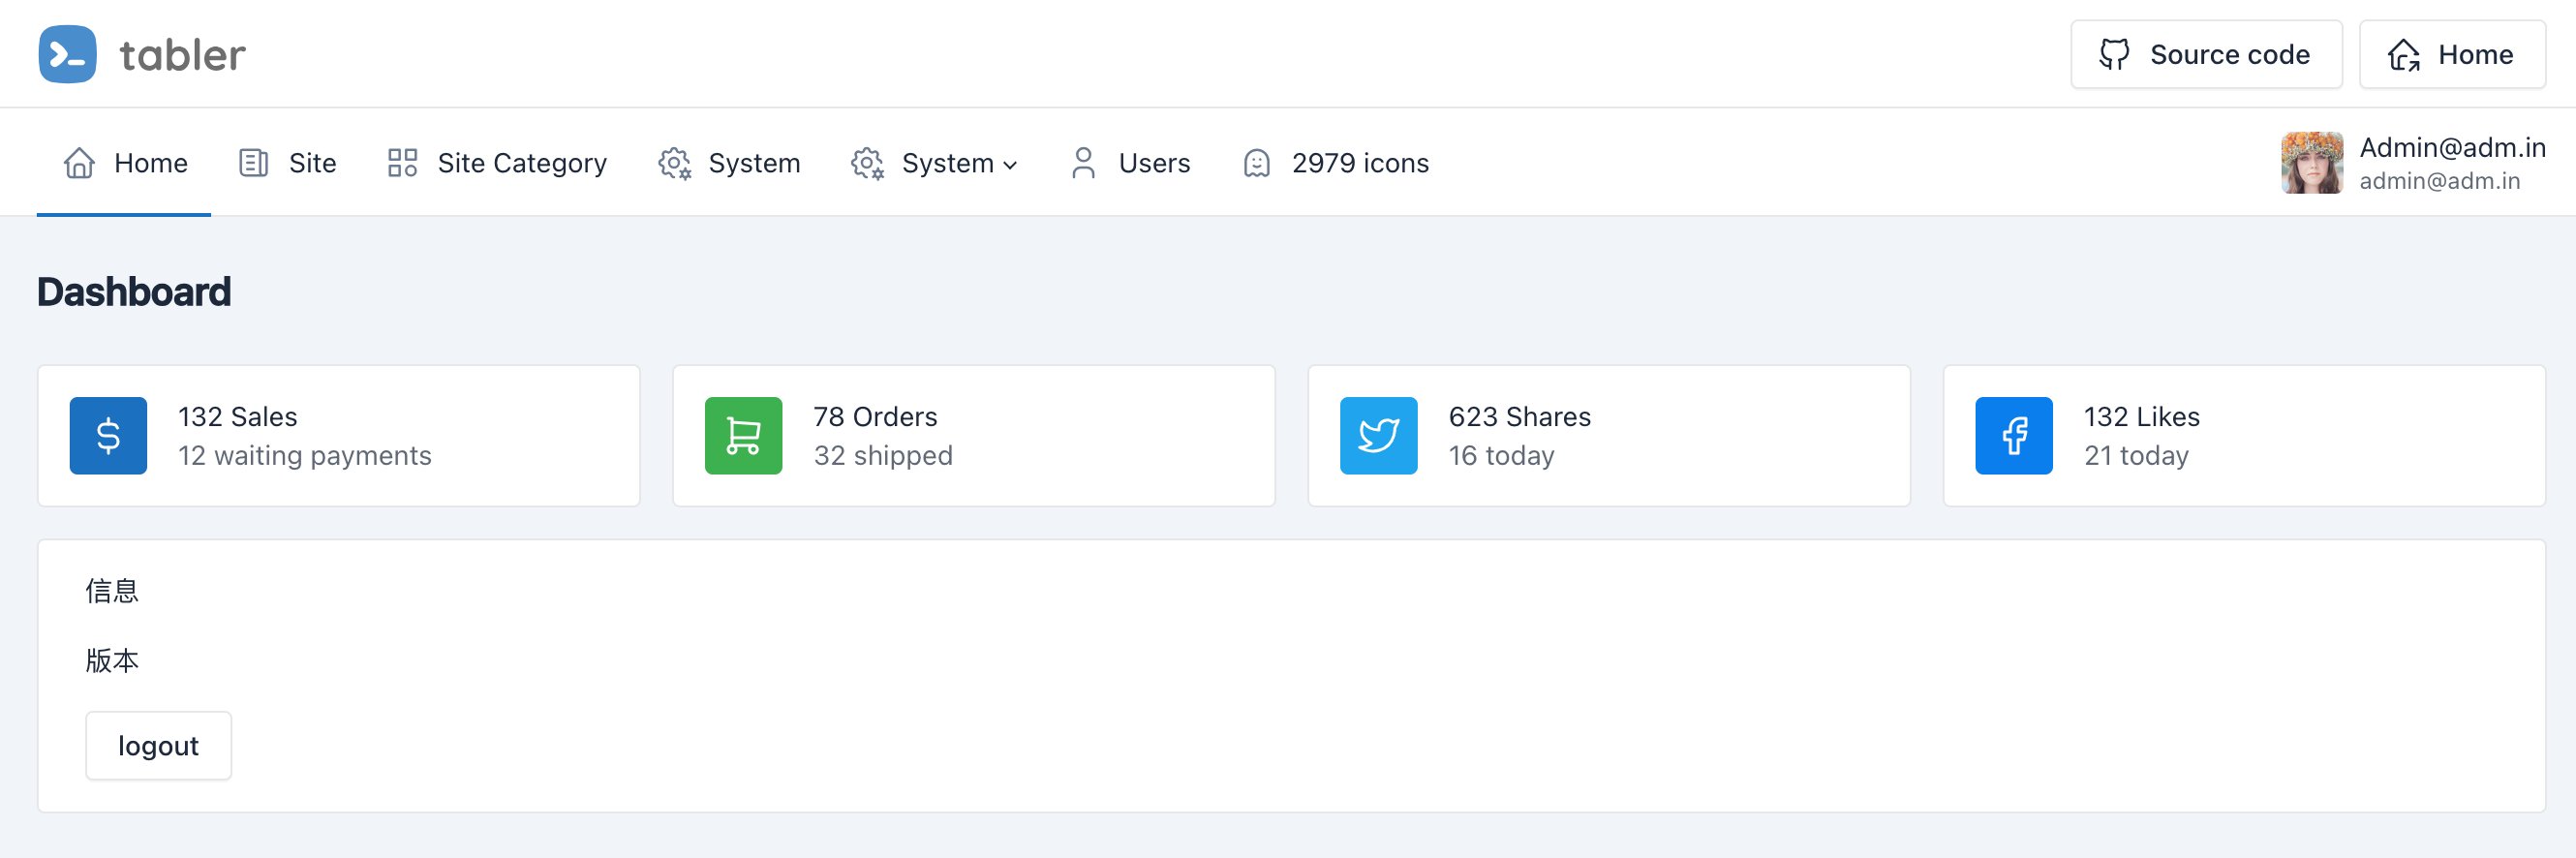 tabler
Source code
Home
Home
Site
Site Category
System
System
Users
2979 icons
Admin@adm.in
admin@adm.in
Dashboard
132 Sales
12 waiting payments
78 Orders
32 shipped
623 Shares
16 today
132 Likes
21 today
信息
版本
logout